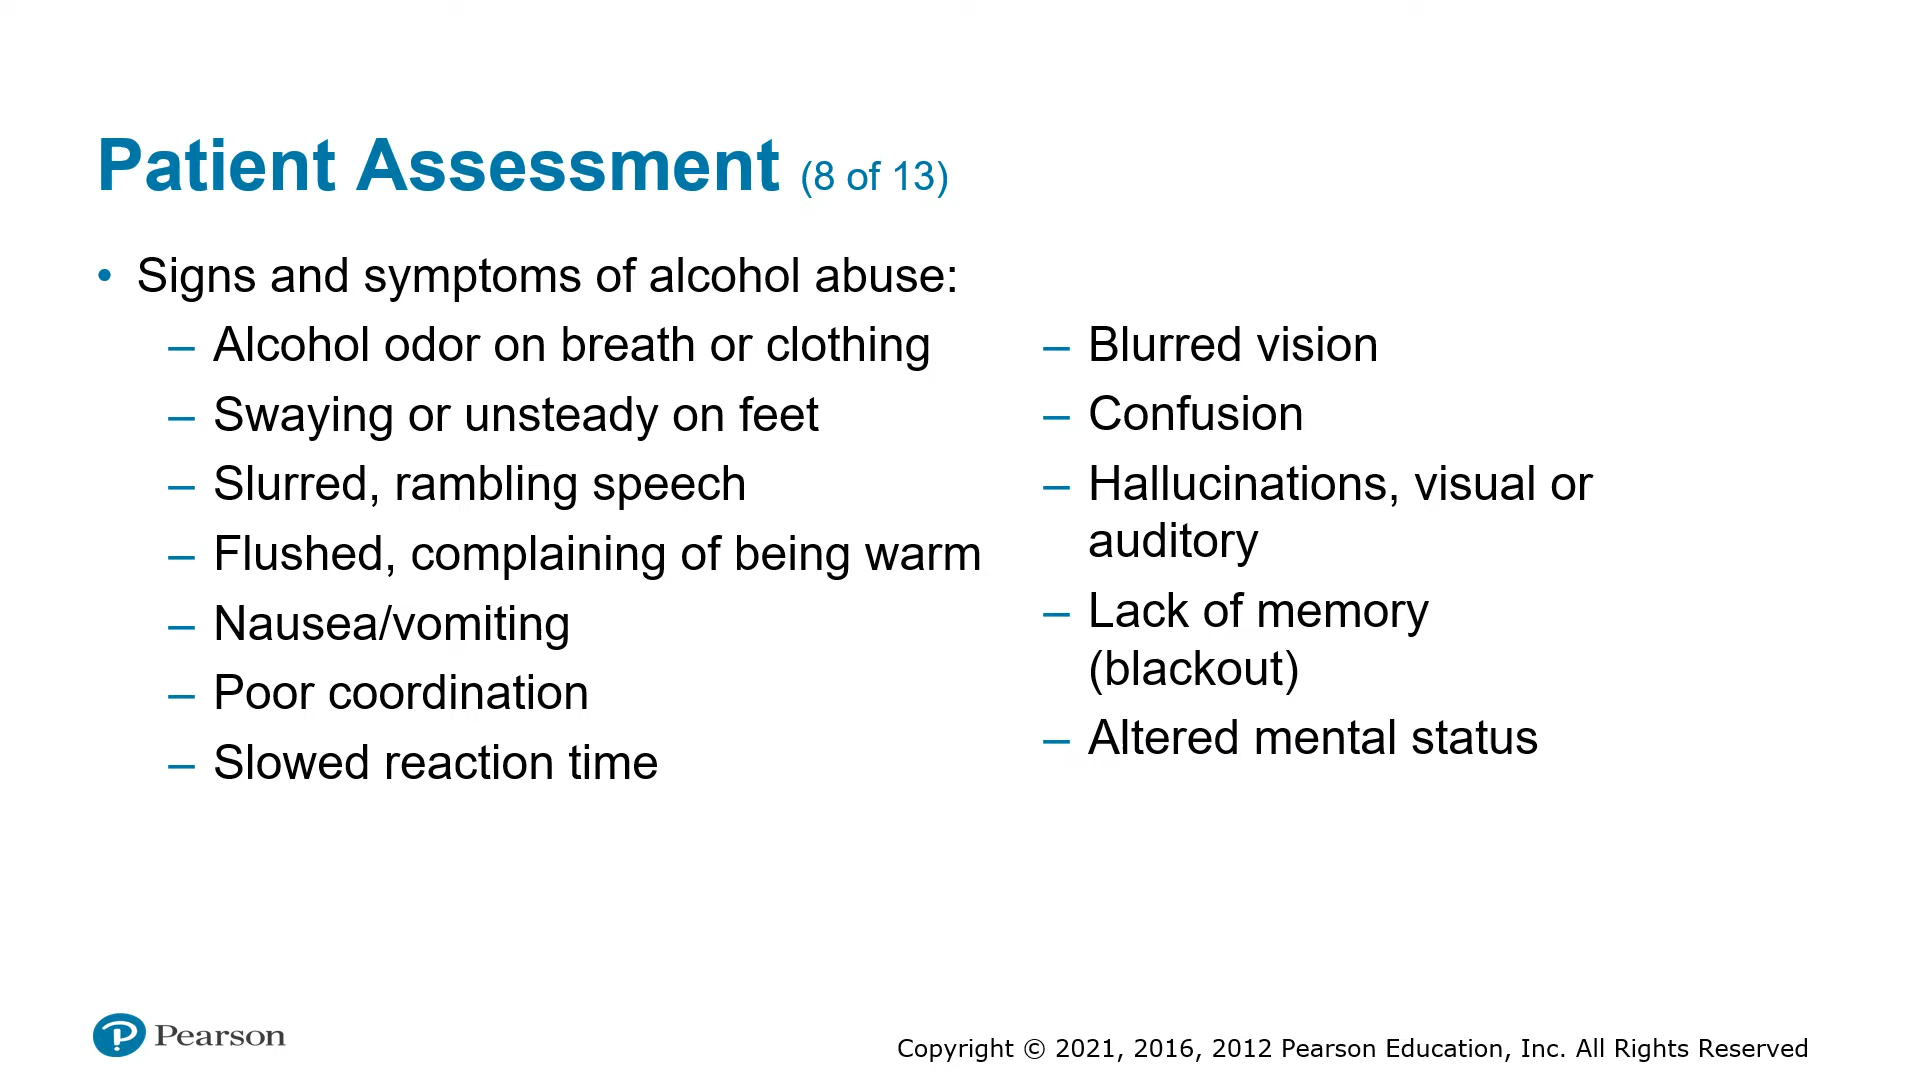 Patient Assessment (8 of 13)
• Signs and symptoms of alcohol abuse:
– Alcohol odor on breath or clothing
– Swaying or unsteady on feet
– Slurred, rambling speech
– Flushed, complaining of being warm
– Nausea/vomiting
– Poor coordination
– Slowed reaction time
– Blurred vision
– Confusion
– Hallucinations, visual or
auditory
– Lack of memory
(blackout)
– Altered mental status
Pearson
Copyright © 2021, 2016, 2012 Pearson Education, Inc. All Rights Reserved